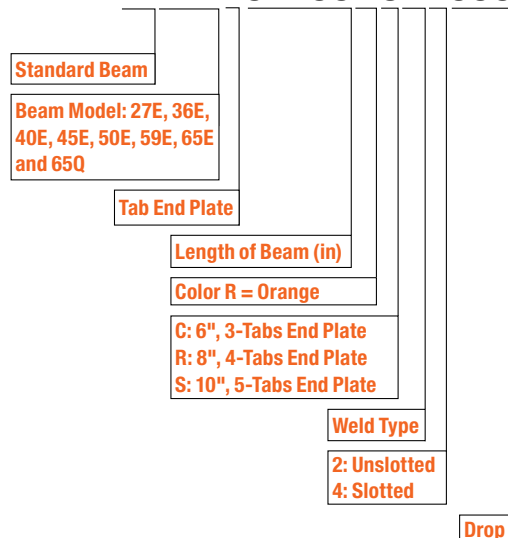 Standard Beam
Beam Model: 27E, 36E,
40E, 45E, 50E, 59E, 65E
and 65Q
Tab End Plate
Length of Beam (in)
Color R = Orange
C: 6", 3-Tabs End Plate
R: 8", 4-Tabs End Plate
S: 10", 5-Tabs End Plate
Weld Type
2: Unslotted
4: Slotted
Drop